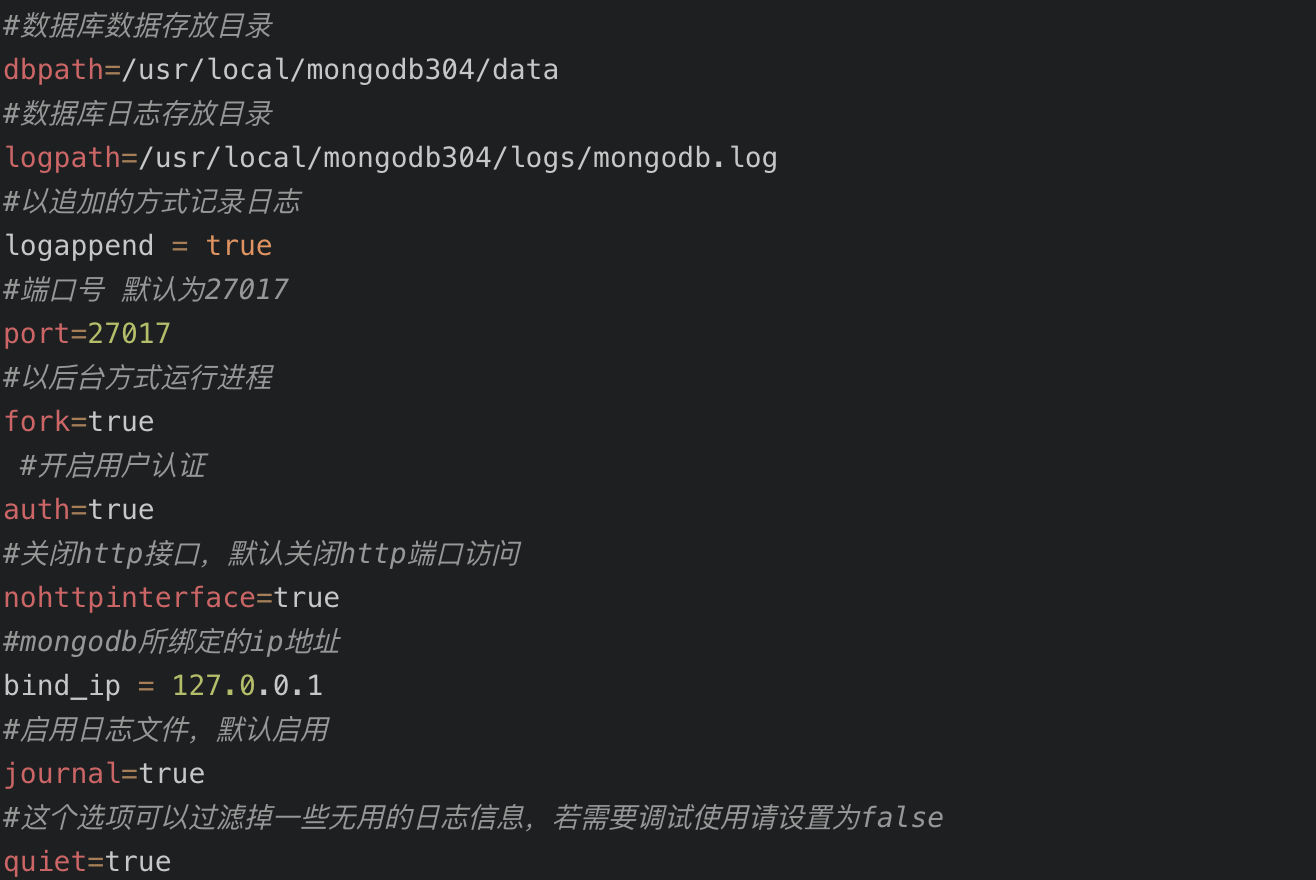 #数据库数据存放目录
dbpath=/usr/local/mongodb304/data
#数据库日志存放目录
logpath=/usr/local/mongodb304/logs/mongodb.log
#以追加的方式记录日志
logappend = true
#端口号 默认为27017
port=27017
#以后台方式运行进程
fork=true
 #开启用户认证
auth=true
#关闭http接口，默认关闭http端口访问
nohttpinterface=true
#mongodb所绑定的ip地址
bind_ip = 127.0.0.1
#启用日志文件，默认启用
journal=true
#这个选项可以过滤掉一些无用的日志信息，若需要调试使用请设置为false
quiet=true